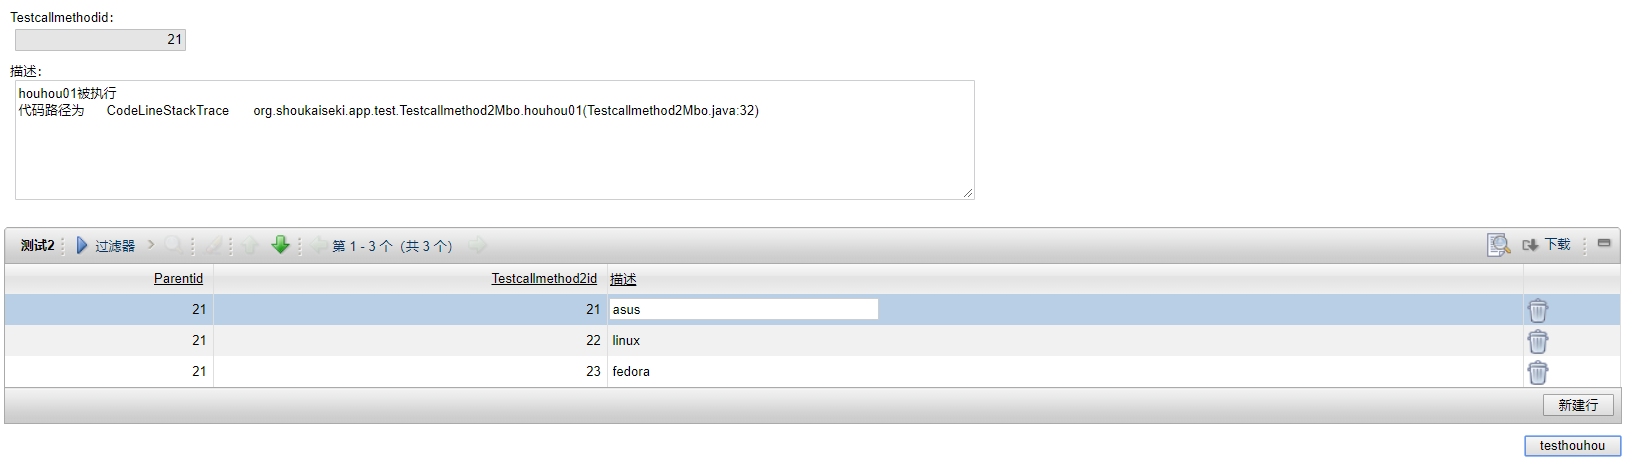 Testcallmethodid：
21
描述：
houhou01被执行
代码路径为 CodeLineStackTrace org.shoukaiseki.app.test.Testcallmethod2Mbo.houhou01(Testcallmethod2Mbo.java:32)
测试2 过滤器 第 1 - 3 个（共 3 个） 下载
Parentid Testcallmethod2id 描述
21 21 asus
21 22 linux
21 23 fedora
新建行
testhouhou